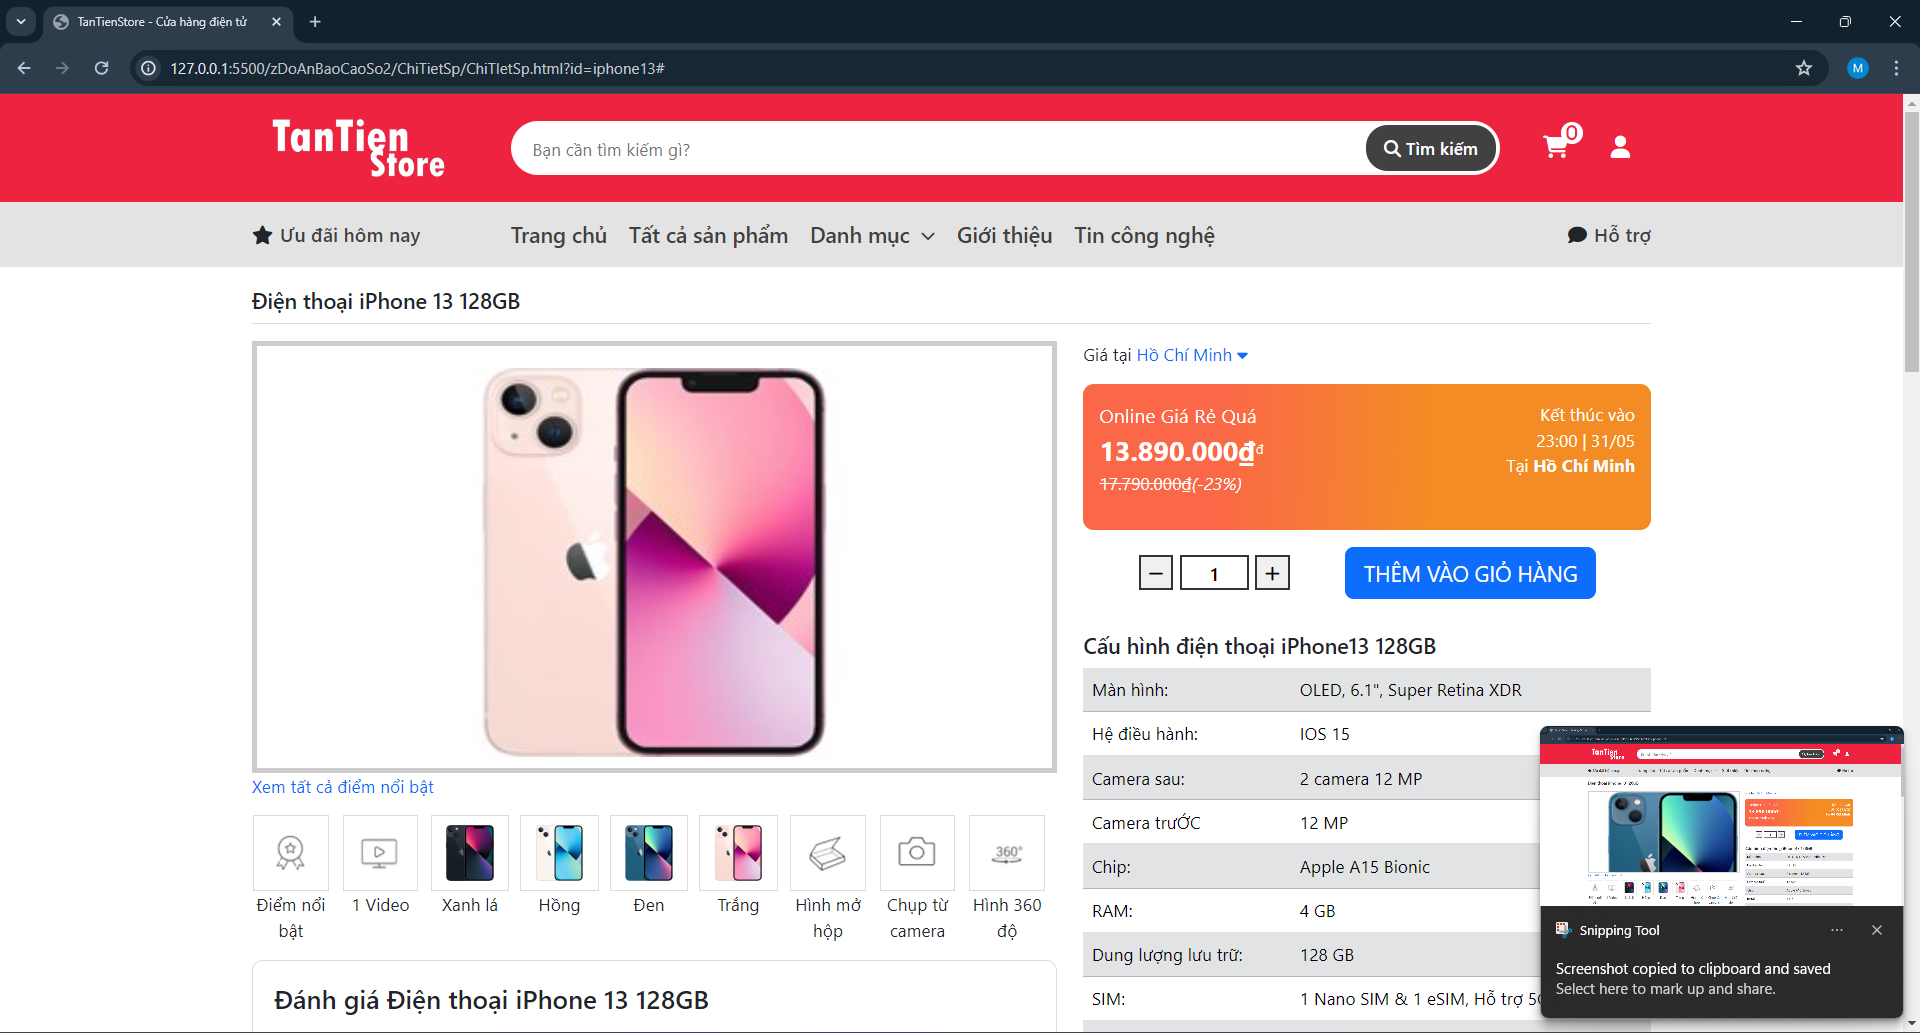 TanTienStore - Cửa hàng điện tử
127.0.0.1:5500/zDoAnBaoCaoSo2/ChiTietSp/ChiTIetSp.html?id=iphone13#
M
TanTien
Store
Bạn cần tìm kiếm gì?
Tìm kiếm
0
Ưu đãi hôm nay
Trang chủ
Tất cả sản phẩm
Danh mục
Giới thiệu
Tin công nghệ
Hỗ trợ
Điện thoại iPhone 13 128GB
Giá tại Hồ Chí Minh
Online Giá Rẻ Quá
13.890.000₫đ
17.790.000₫(-23%)
Kết thúc vào
23:00 | 31/05
Tại Hồ Chí Minh
1
THÊM VÀO GIỎ HÀNG
Xem tất cả điểm nổi bật
360°
Điểm nổi
bật
1 Video
Xanh lá
Hồng
Đen
Trắng
Hình mở
hộp
Chụp từ
camera
Hình 360
độ
Đánh giá Điện thoại iPhone 13 128GB
Cấu hình điện thoại iPhone13 128GB
Màn hình: OLED, 6.1", Super Retina XDR
Hệ điều hành: IOS 15
Camera sau: 2 camera 12 MP
Camera trưỚC 12 MP
Chip: Apple A15 Bionic
RAM: 4 GB
Dung lượng lưu trữ: 128 GB
SIM: 1 Nano SIM & 1 eSIM, Hỗ trợ
TanTien
Store
Snipping Tool
Screenshot copied to clipboard and saved
Select here to mark up and share.